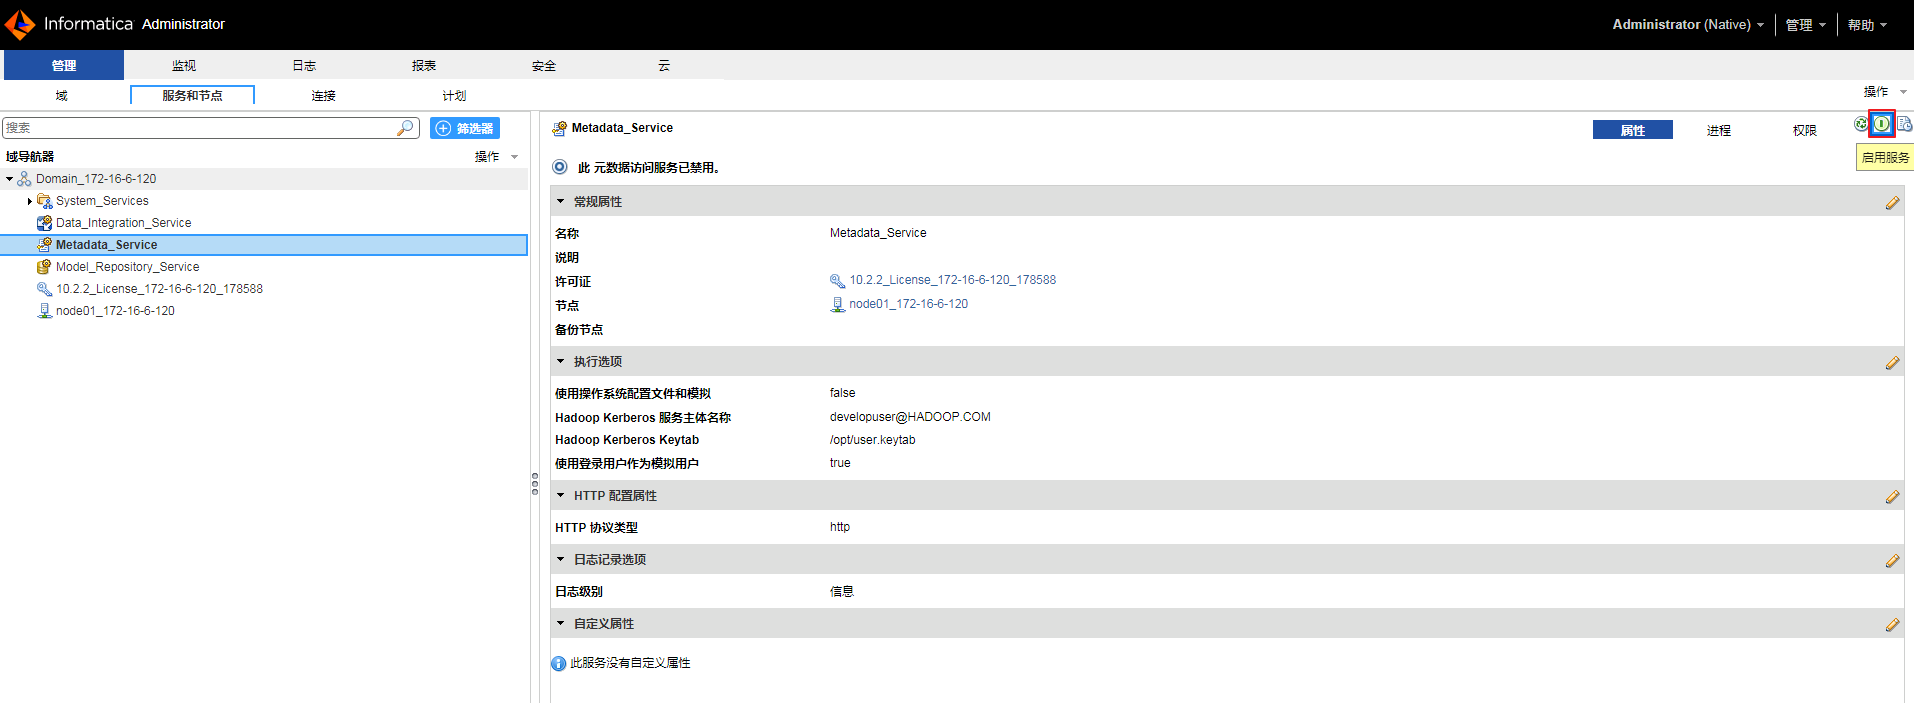 Informatica Administrator
Administrator (Native) 管理 帮助
管理 监视 日志 报表 安全 云
域 服务和节点 连接 计划 操作
搜索 筛选器
域导航器 操作
Domain_172-16-6-120
System_Services
Data_Integration_Service
Metadata_Service
Model_Repository_Service
10.2.2_License_172-16-6-120_178588
node01_172-16-6-120
Metadata_Service 属性 进程 权限
启用服务
此 元数据访问服务已禁用。
常规属性
名称 Metadata_Service
说明
许可证 10.2.2_License_172-16-6-120_178588
节点 node01_172-16-6-120
备份节点
执行选项
使用操作系统配置文件和模拟 false
Hadoop Kerberos 服务主体名称 developuser@HADOOP.COM
Hadoop Kerberos Keytab /opt/user.keytab
使用登录用户作为模拟用户 true
HTTP 配置属性
HTTP 协议类型 http
日志记录选项
日志级别 信息
自定义属性
此服务没有自定义属性